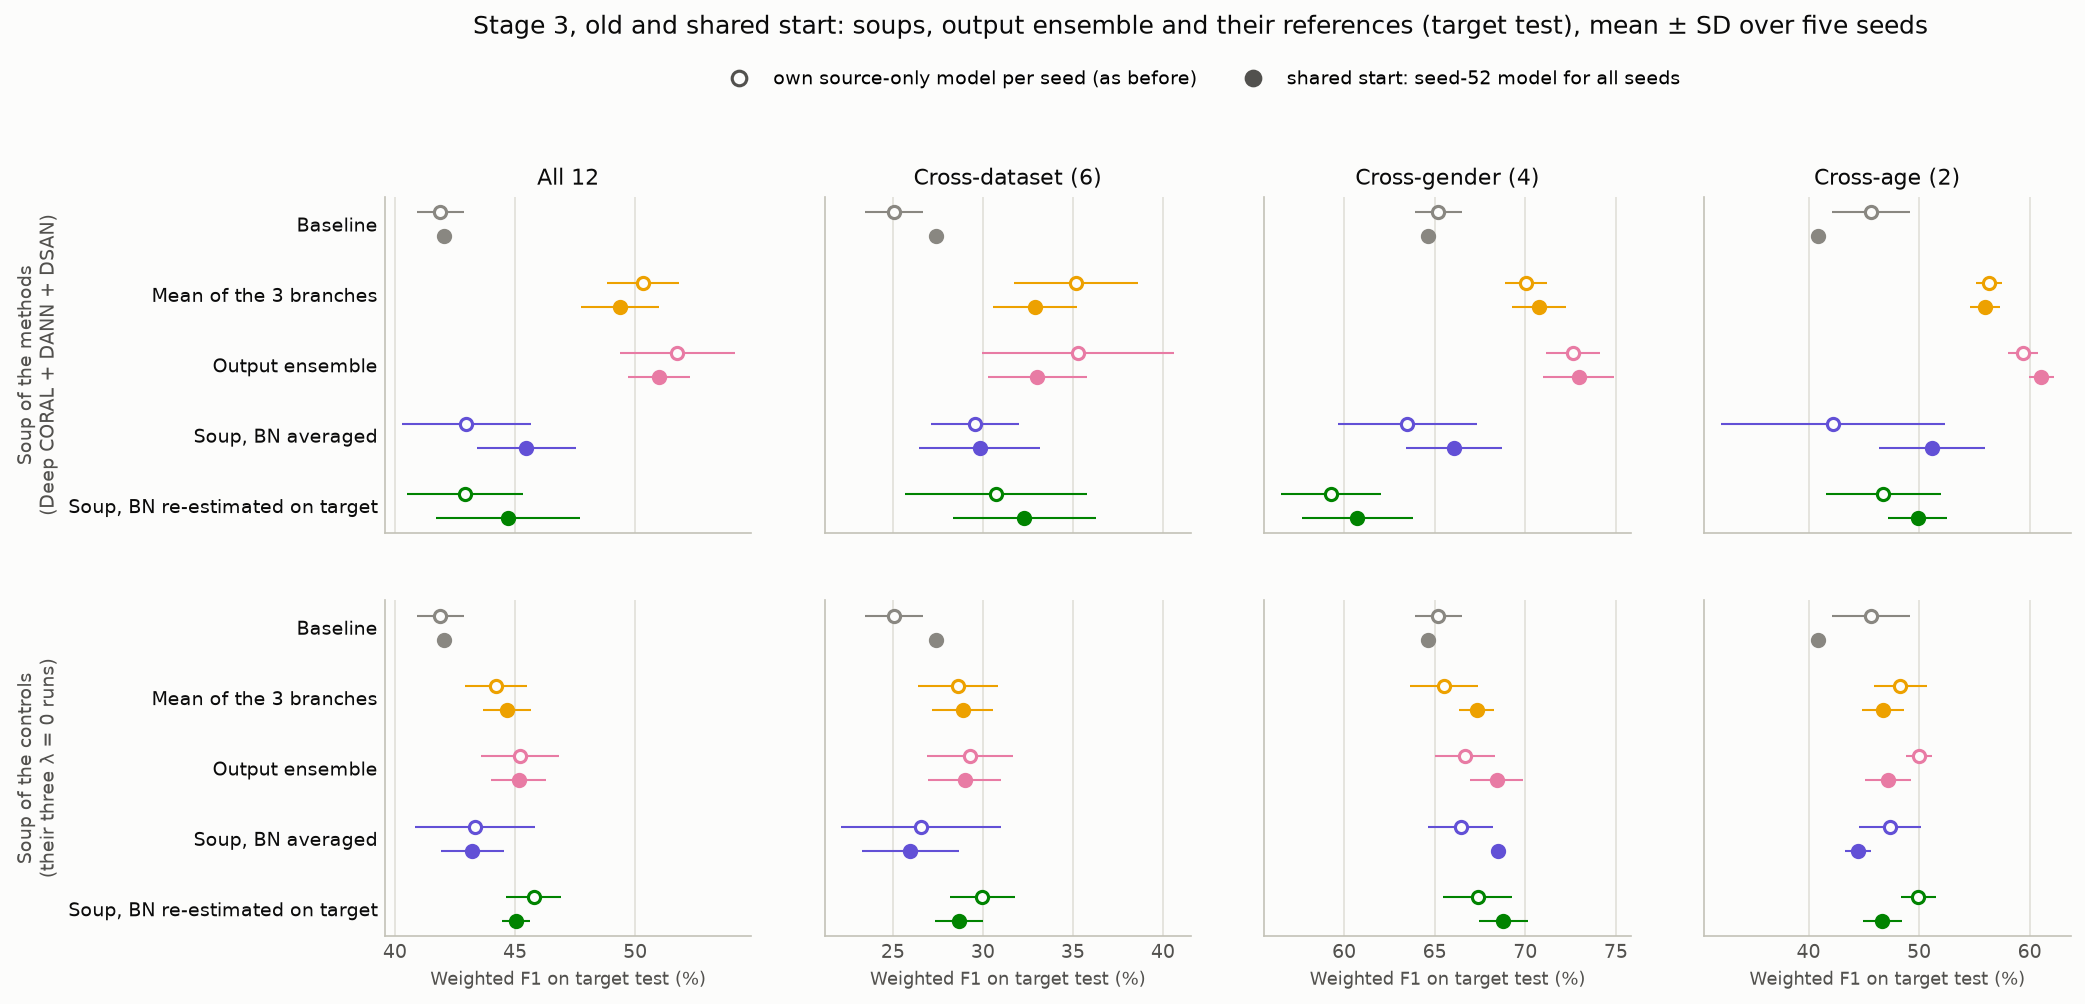 Stage 3, old and shared start: soups, output ensemble and their references (target test), mean ± SD over five seeds
own source-only model per seed (as before)
shared start: seed-52 model for all seeds
All 12
Cross-dataset (6)
Cross-gender (4)
Cross-age (2)
Soup of the methods
(Deep CORAL + DANN + DSAN)
Baseline
Mean of the 3 branches
Output ensemble
Soup, BN averaged
Soup, BN re-estimated on target
Soup of the controls
(their three λ = 0 runs)
Baseline
Mean of the 3 branches
Output ensemble
Soup, BN averaged
Soup, BN re-estimated on target
40 45 50
Weighted F1 on target test (%)
25 30 35 40
Weighted F1 on target test (%)
60 65 70 75
Weighted F1 on target test (%)
40 50 60
Weighted F1 on target test (%)